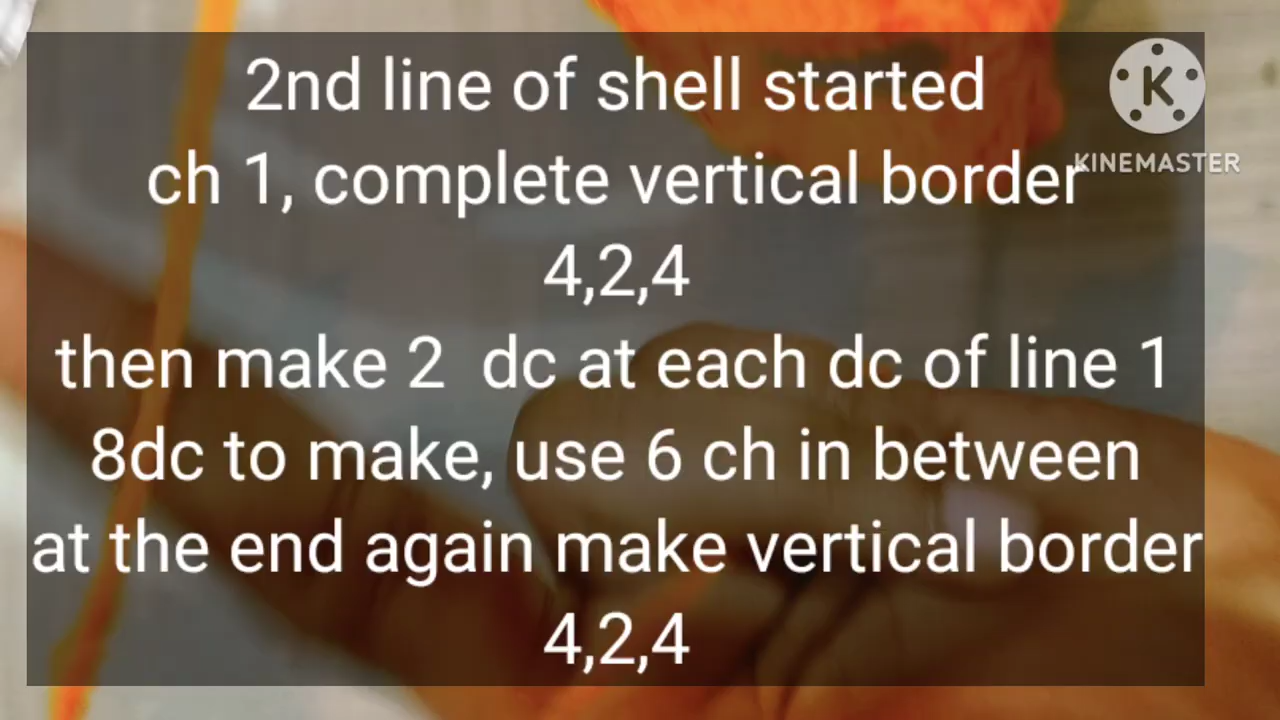 2nd line of shell started
ch 1, complete vertical border
4,2,4
then make 2 dc at each dc of line 1
8dc to make, use 6 ch in between
at the end again make vertical border
4,2,4
K
KINEMASTER